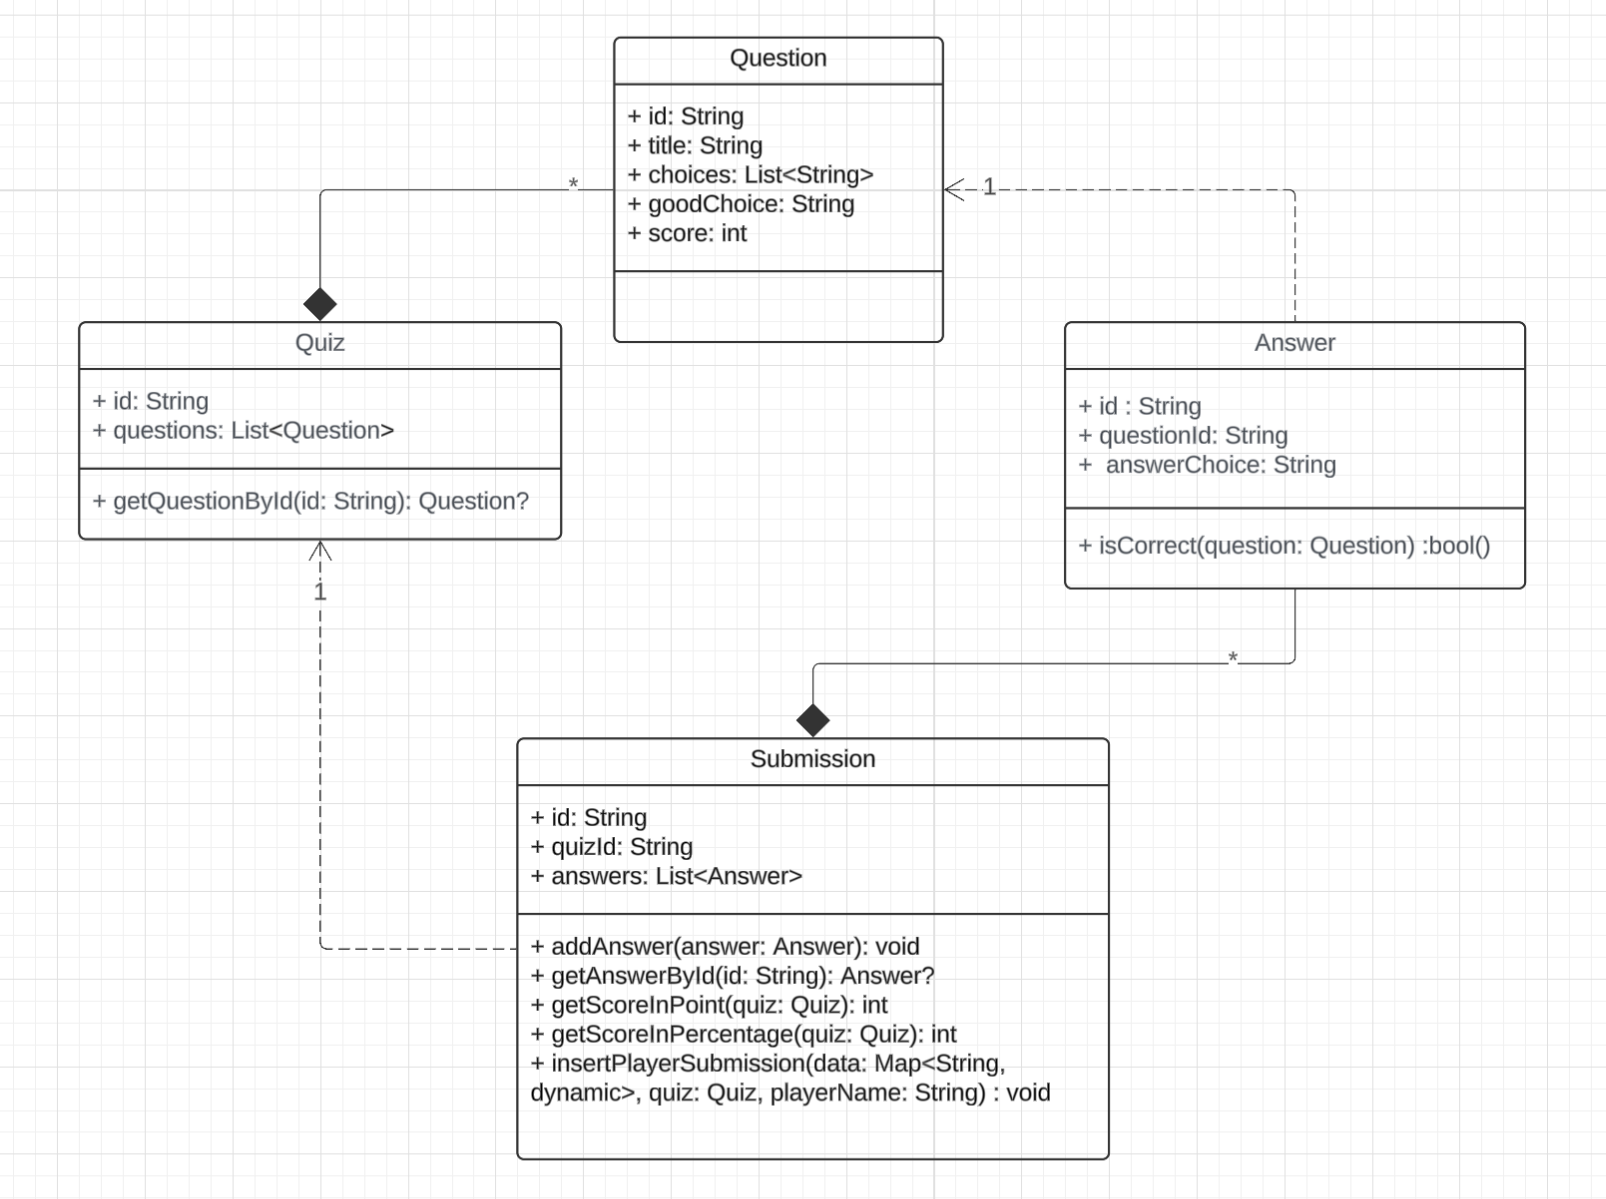 Question
+ id: String
+ title: String
+ choices: List<String>
+ goodChoice: String
+ score: int
*
1
Quiz
+ id: String
+ questions: List<Question>
+ getQuestionById(id: String): Question?
Answer
+ id : String
+ questionId: String
+  answerChoice: String
+ isCorrect(question: Question) :bool()
1
*
Submission
+ id: String
+ quizId: String
+ answers: List<Answer>
+ addAnswer(answer: Answer): void
+ getAnswerById(id: String): Answer?
+ getScoreInPoint(quiz: Quiz): int
+ getScoreInPercentage(quiz: Quiz): int
+ insertPlayerSubmission(data: Map<String,
dynamic>, quiz: Quiz, playerName: String) : void